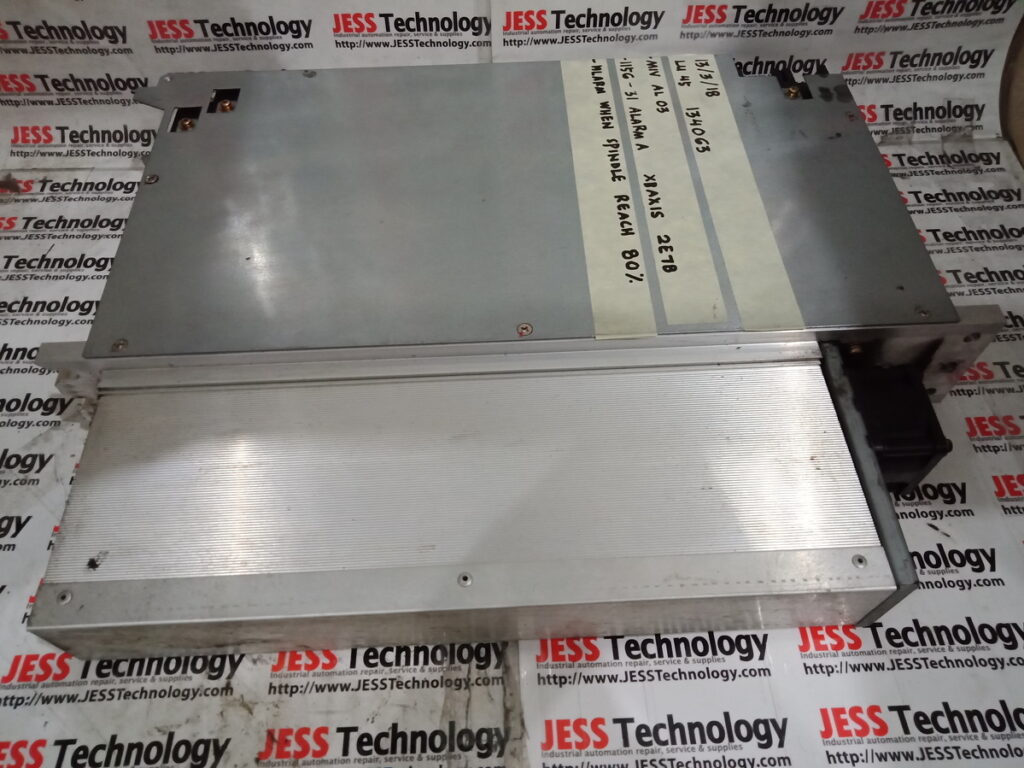 13/3/18
LU 45 134063
- MIV AL 03 XBAXIS 2E7B
- 115G-31 ALARM A
- ALARM WHEN SPINDLE REACH 80%
JESS Technology
Industrial automation repair, service & supplies
http://www.JESSTechnology.com